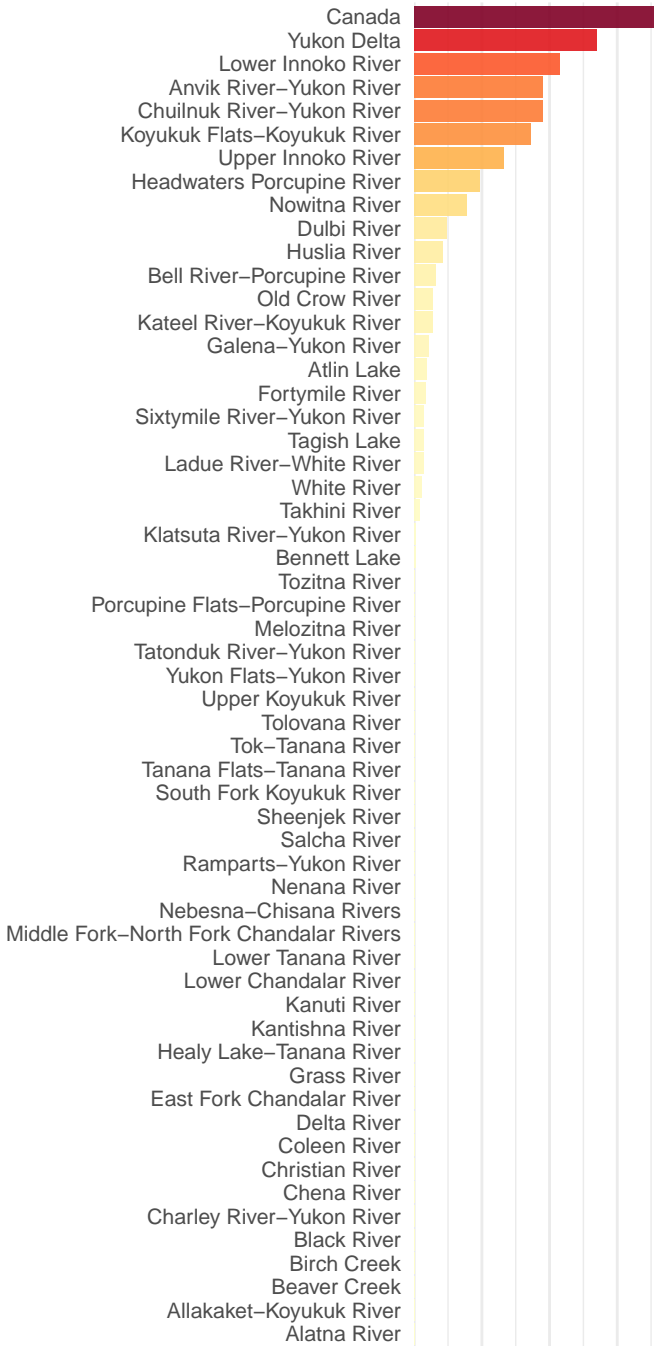 Canada
Yukon Delta
Lower Innoko River
Anvik River−Yukon River
Chuilnuk River−Yukon River
Koyukuk Flats−Koyukuk River
Upper Innoko River
Headwaters Porcupine River
Nowitna River
Dulbi River
Huslia River
Bell River−Porcupine River
Old Crow River
Kateel River−Koyukuk River
Galena−Yukon River
Atlin Lake
Fortymile River
Sixtymile River−Yukon River
Tagish Lake
Ladue River−White River
White River
Takhini River
Klatsuta River−Yukon River
Bennett Lake
Tozitna River
Porcupine Flats−Porcupine River
Melozitna River
Tatonduk River−Yukon River
Yukon Flats−Yukon River
Upper Koyukuk River
Tolovana River
Tok−Tanana River
Tanana Flats−Tanana River
South Fork Koyukuk River
Sheenjek River
Salcha River
Ramparts−Yukon River
Nenana River
Nebesna−Chisana Rivers
Middle Fork−North Fork Chandalar Rivers
Lower Tanana River
Lower Chandalar River
Kanuti River
Kantishna River
Healy Lake−Tanana River
Grass River
East Fork Chandalar River
Delta River
Coleen River
Christian River
Chena River
Charley River−Yukon River
Black River
Birch Creek
Beaver Creek
Allakaket−Koyukuk River
Alatna River